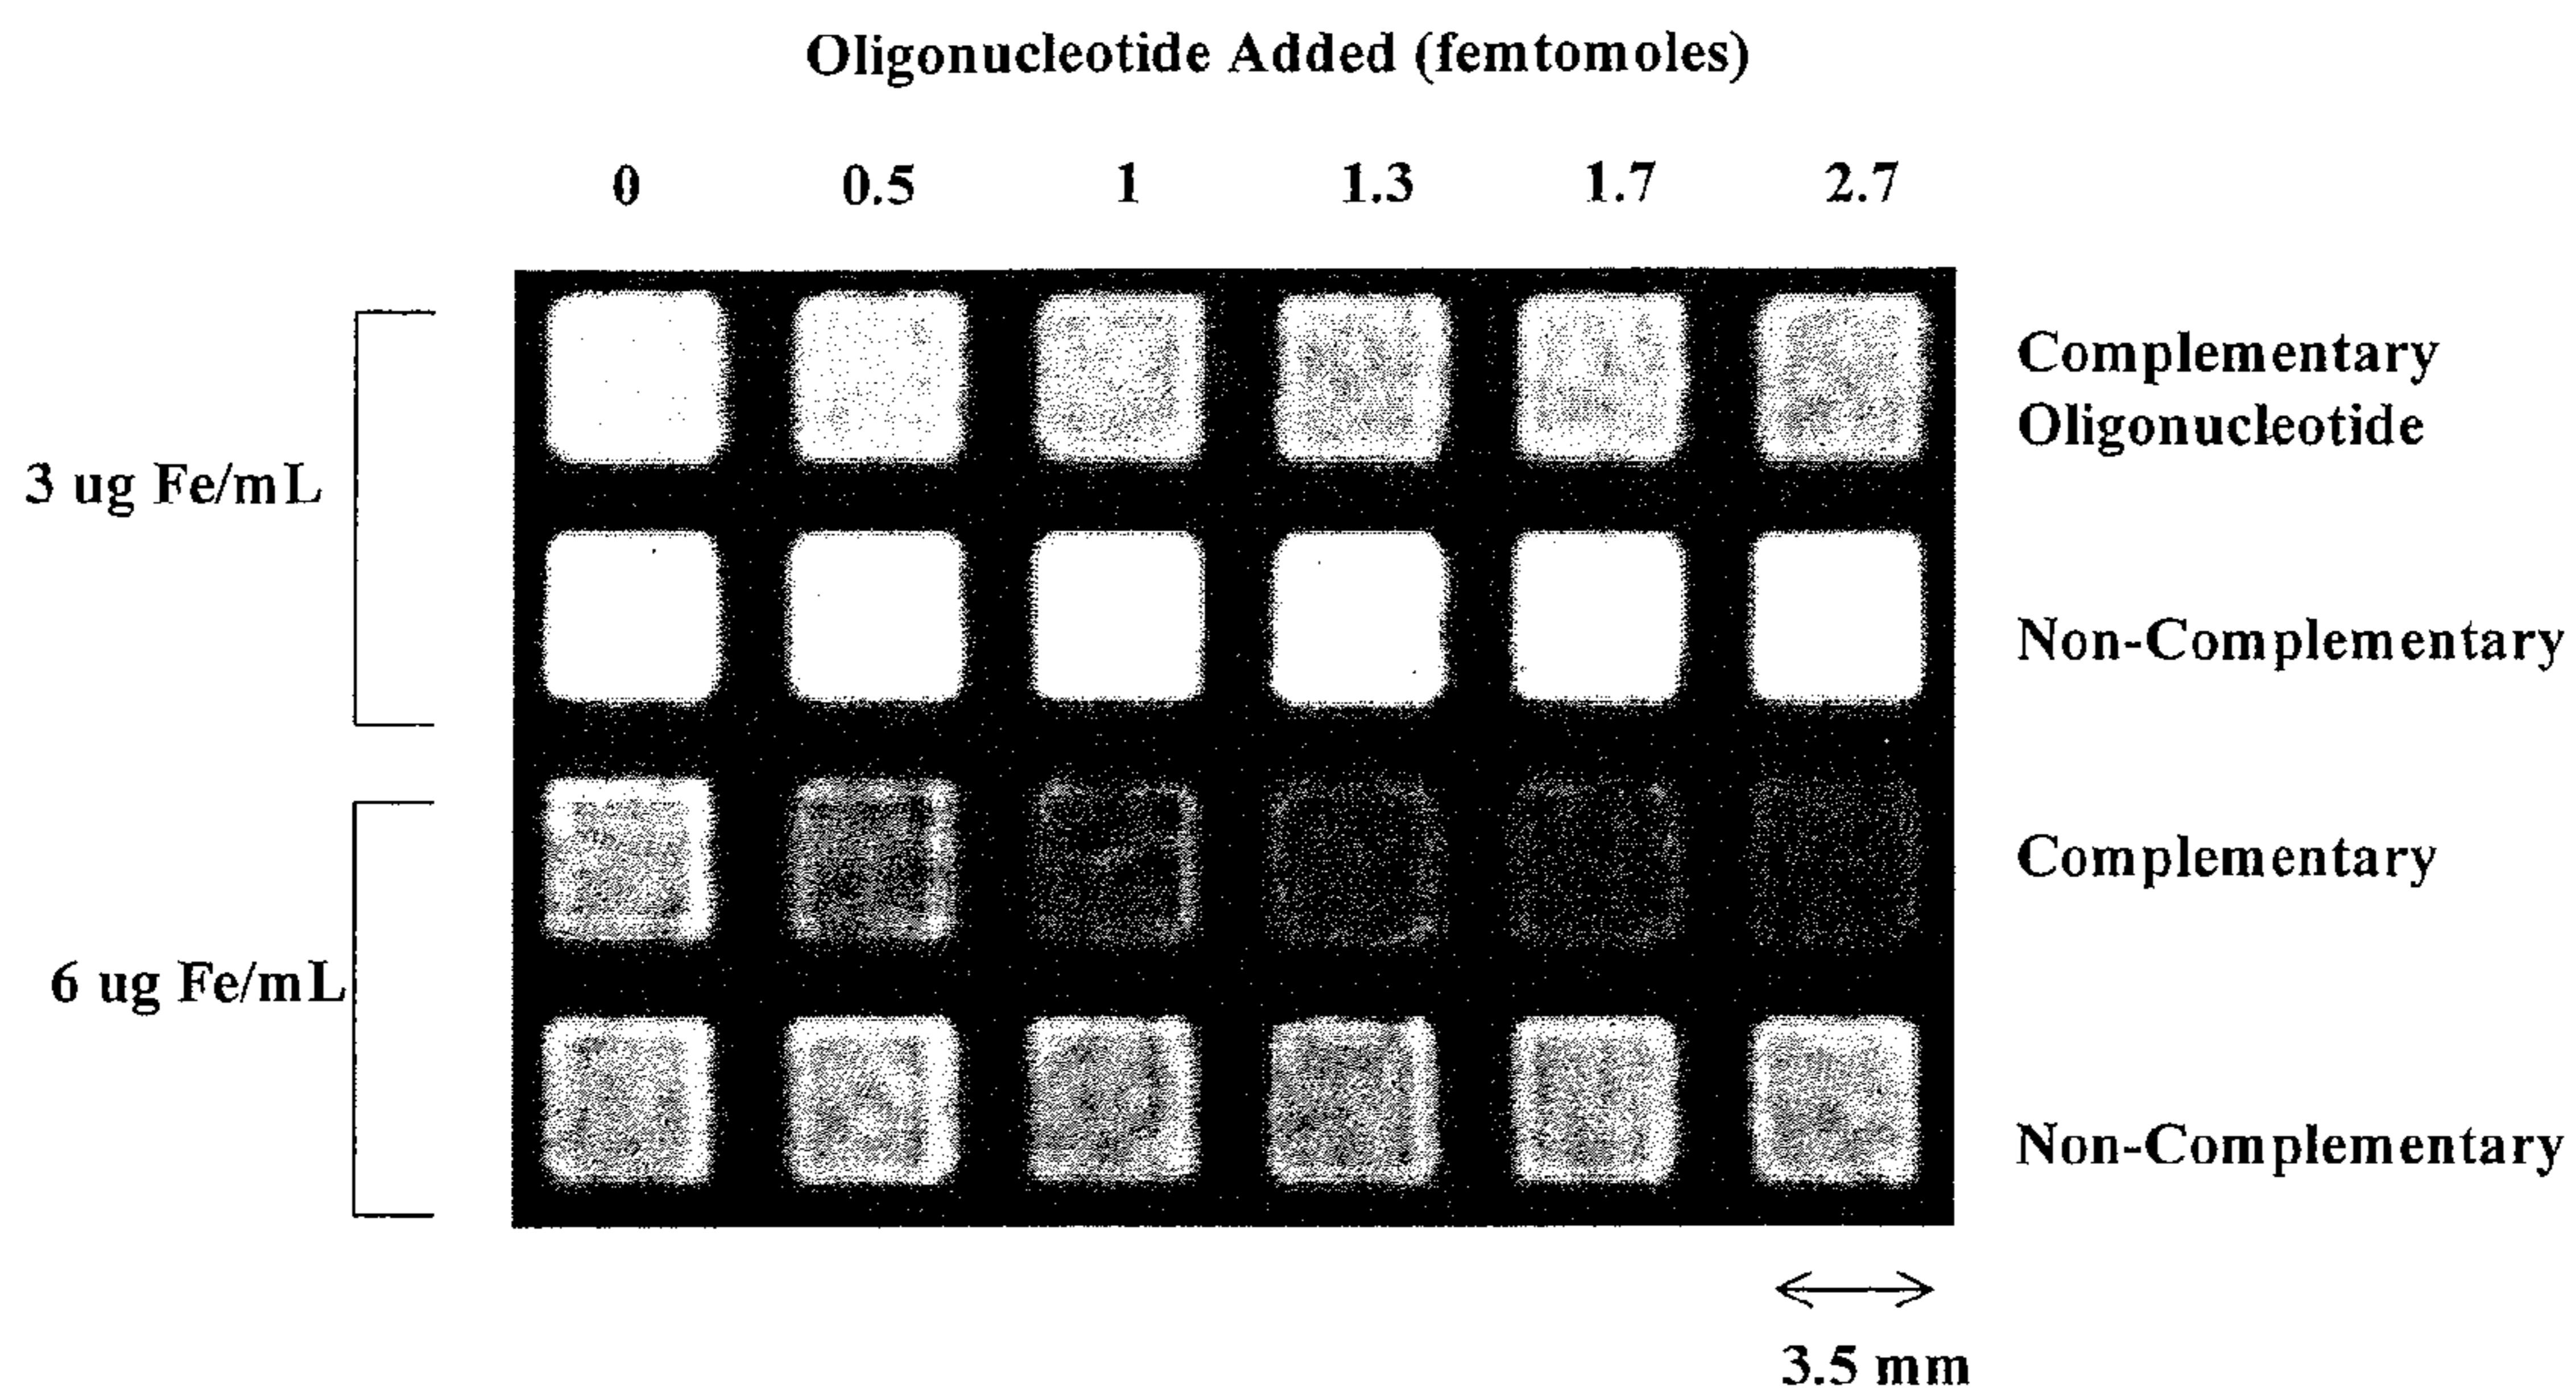 Oligonucleotide Added (femtomoles)
0 0.5 1 1.3 1.7 2.7
Complementary
Oligonucleotide
3 ug Fe/mL
Non-Complementary
Complementary
6 ug Fe/mL
Non-Complementary
3.5 mm